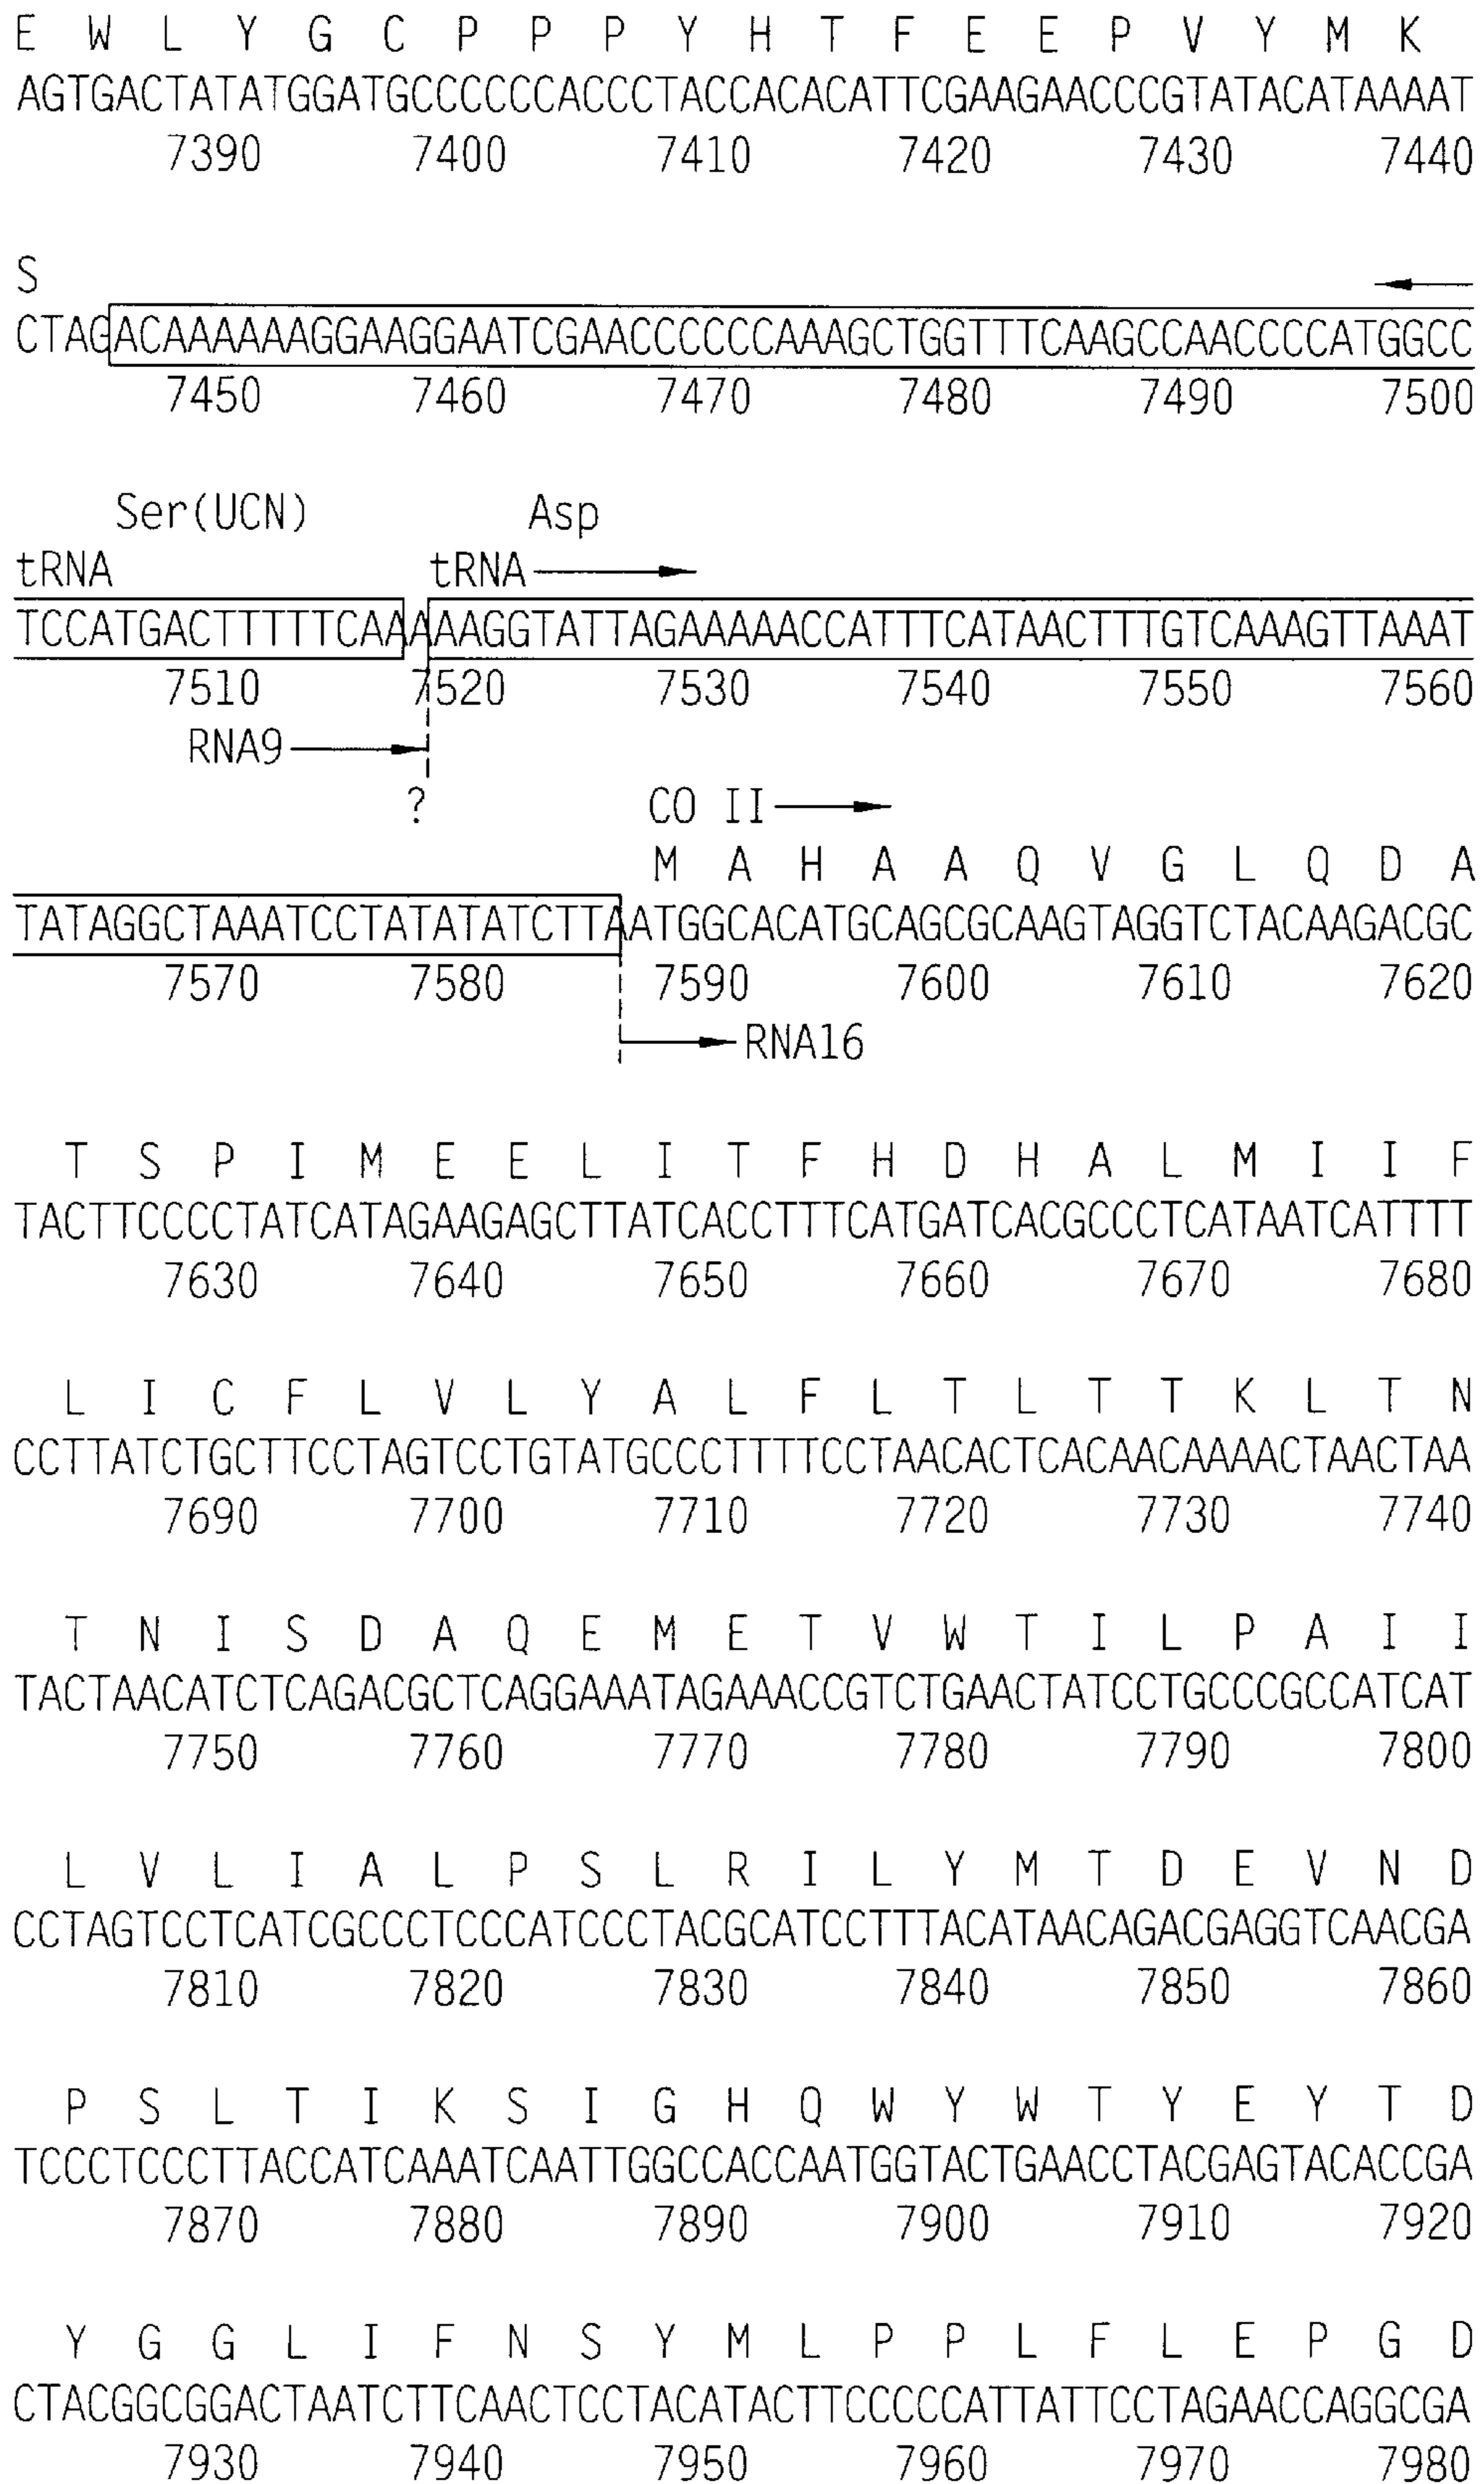 E W L Y G C P P P Y H T F E E P V Y M K
AGTGACTATATGGATGCCCCCCACCCTACCACACATTCGAAGAACCCGTATACATAAAAT
7390 7400 7410 7420 7430 7440
S
CTAGACAAAAAAGGAAGGAATCGAACCCCCCAAAGCTGGTTTCAAGCCAACCCCATGGCC
7450 7460 7470 7480 7490 7500
Ser(UCN) Asp
tRNA tRNA
TCCATGACTTTTTCAAAAAGGTATTAGAAAAACCATTTCATAACTTTGTCAAAGTTAAAT
7510 7520 7530 7540 7550 7560
RNA9
? CO II
M A H A A Q V G L Q D A
TATAGGCTAAATCCTATATATCTTAATGGCACATGCAGCGCAAGTAGGTCTACAAGACGC
7570 7580 7590 7600 7610 7620
RNA16
T S P I M E E L I T F H D H A L M I I F
TACTTCCCCTATCATAGAAGAGCTTATCACCTTTCATGATCACGCCCTCATAATCATTTT
7630 7640 7650 7660 7670 7680
L I C F L V L Y A L F L T L T T K L T N
CCTTATCTGCTTCCTAGTCCTGTATGCCCTTTTCCTAACACTCACAACAAAACTAACTAA
7690 7700 7710 7720 7730 7740
T N I S D A Q E M E T V W T I L P A I I
TACTAACATCTCAGACGCTCAGGAAATAGAAACCGTCTGAACTATCCTGCCCGCCATCAT
7750 7760 7770 7780 7790 7800
L V L I A L P S L R I L Y M T D E V N D
CCTAGTCCTCATCGCCCTCCCATCCCTACGCATCCTTTACATAACAGACGAGGTCAACGA
7810 7820 7830 7840 7850 7860
P S L T I K S I G H Q W Y W T Y E Y T D
TCCCTCCCTTACCATCAAATCAATTGGCCACCAATGGTACTGAACCTACGAGTACACCGA
7870 7880 7890 7900 7910 7920
Y G G L I F N S Y M L P P L F L E P G D
CTACGGCGGACTAATCTTCAACTCCTACATACTTCCCCCATTATTCCTAGAACCAGGCGA
7930 7940 7950 7960 7970 7980